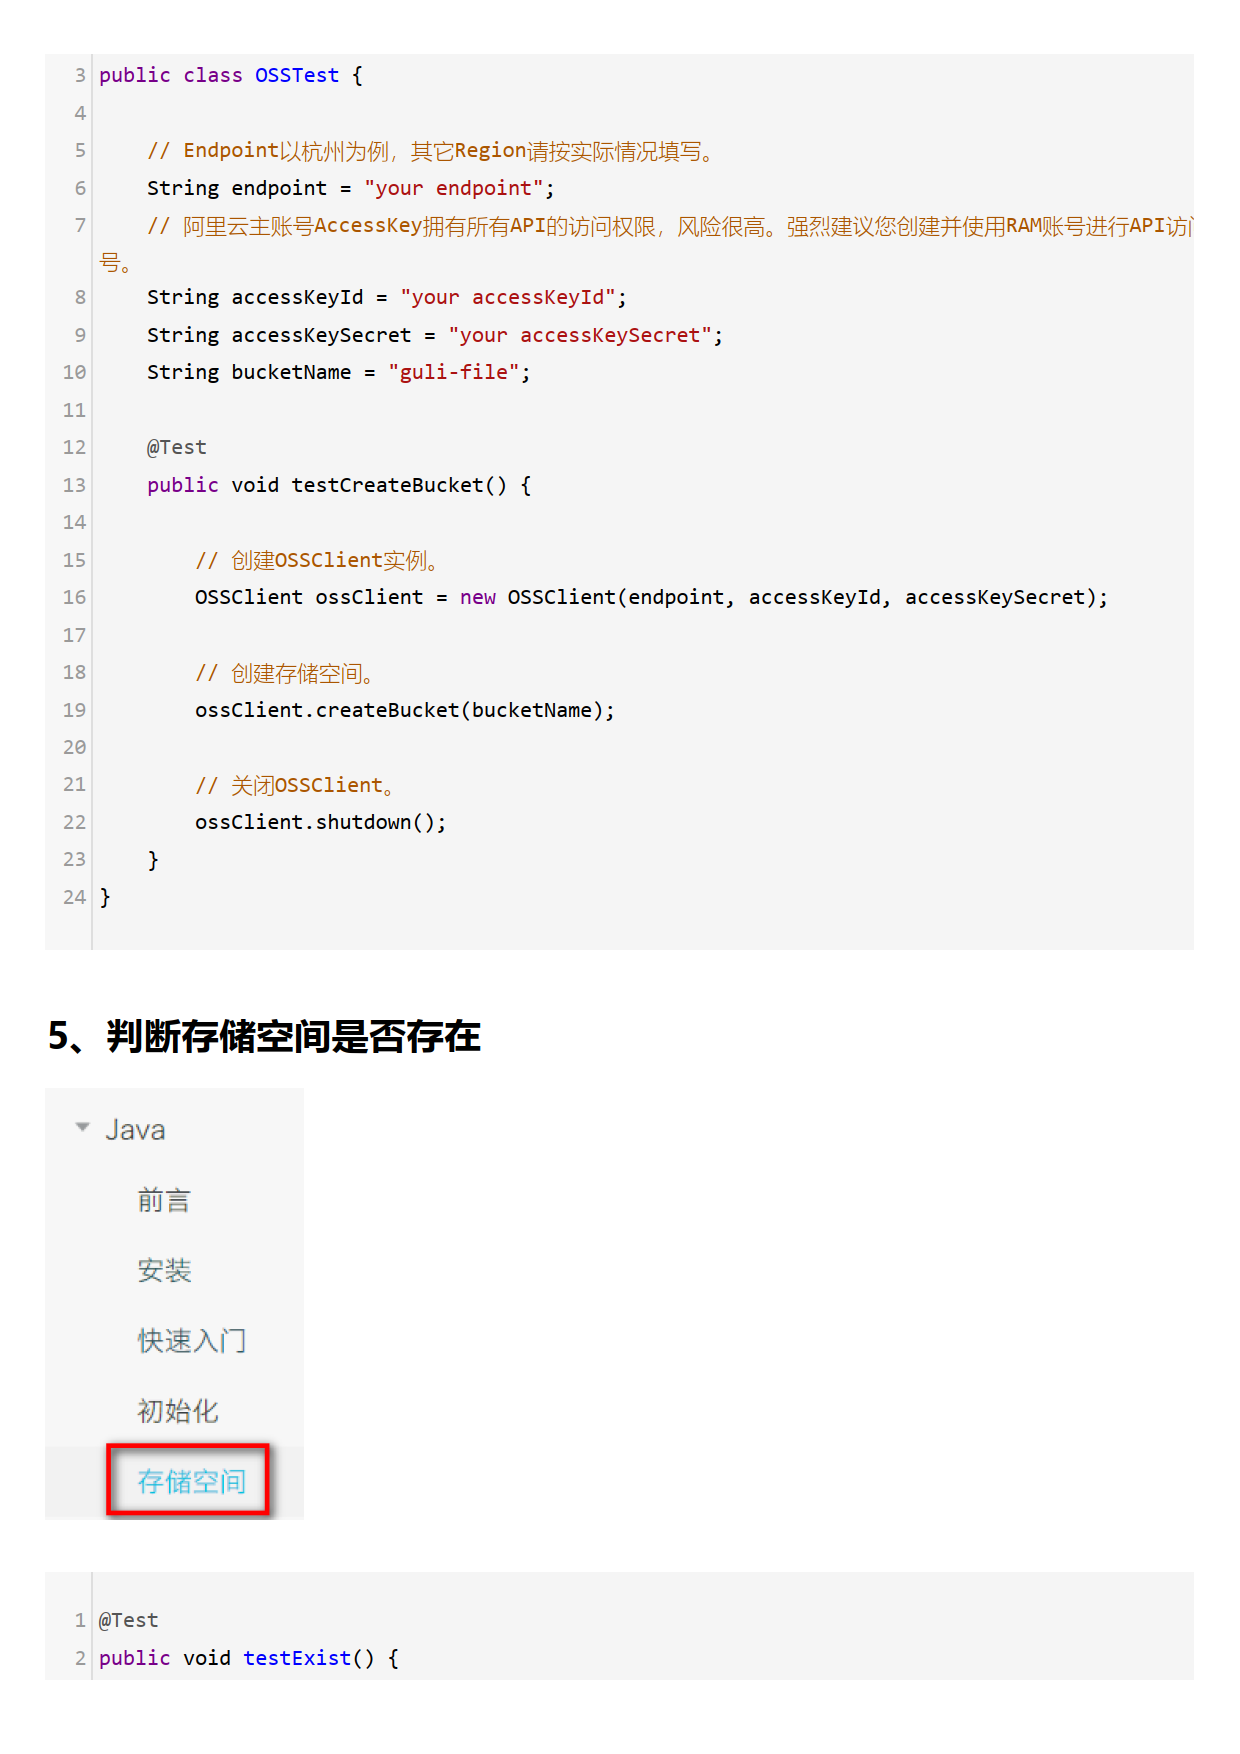 3 public class OSSTest {
4
5 // Endpoint以杭州为例，其它Region请按实际情况填写。
6 String endpoint = "your endpoint";
7 // 阿里云主账号AccessKey拥有所有API的访问权限，风险很高。强烈建议您创建并使用RAM账号进行API访
号。
8 String accessKeyId = "your accessKeyId";
9 String accessKeySecret = "your accessKeySecret";
10 String bucketName = "guli-file";
11
12 @Test
13 public void testCreateBucket() {
14
15 // 创建OSSClient实例。
16 OSSClient ossClient = new OSSClient(endpoint, accessKeyId, accessKeySecret);
17
18 // 创建存储空间。
19 ossClient.createBucket(bucketName);
20
21 // 关闭OSSClient。
22 ossClient.shutdown();
23 }
24 }
5、判断存储空间是否存在
Java
前言
安装
快速入门
初始化
存储空间
1 @Test
2 public void testExist() {